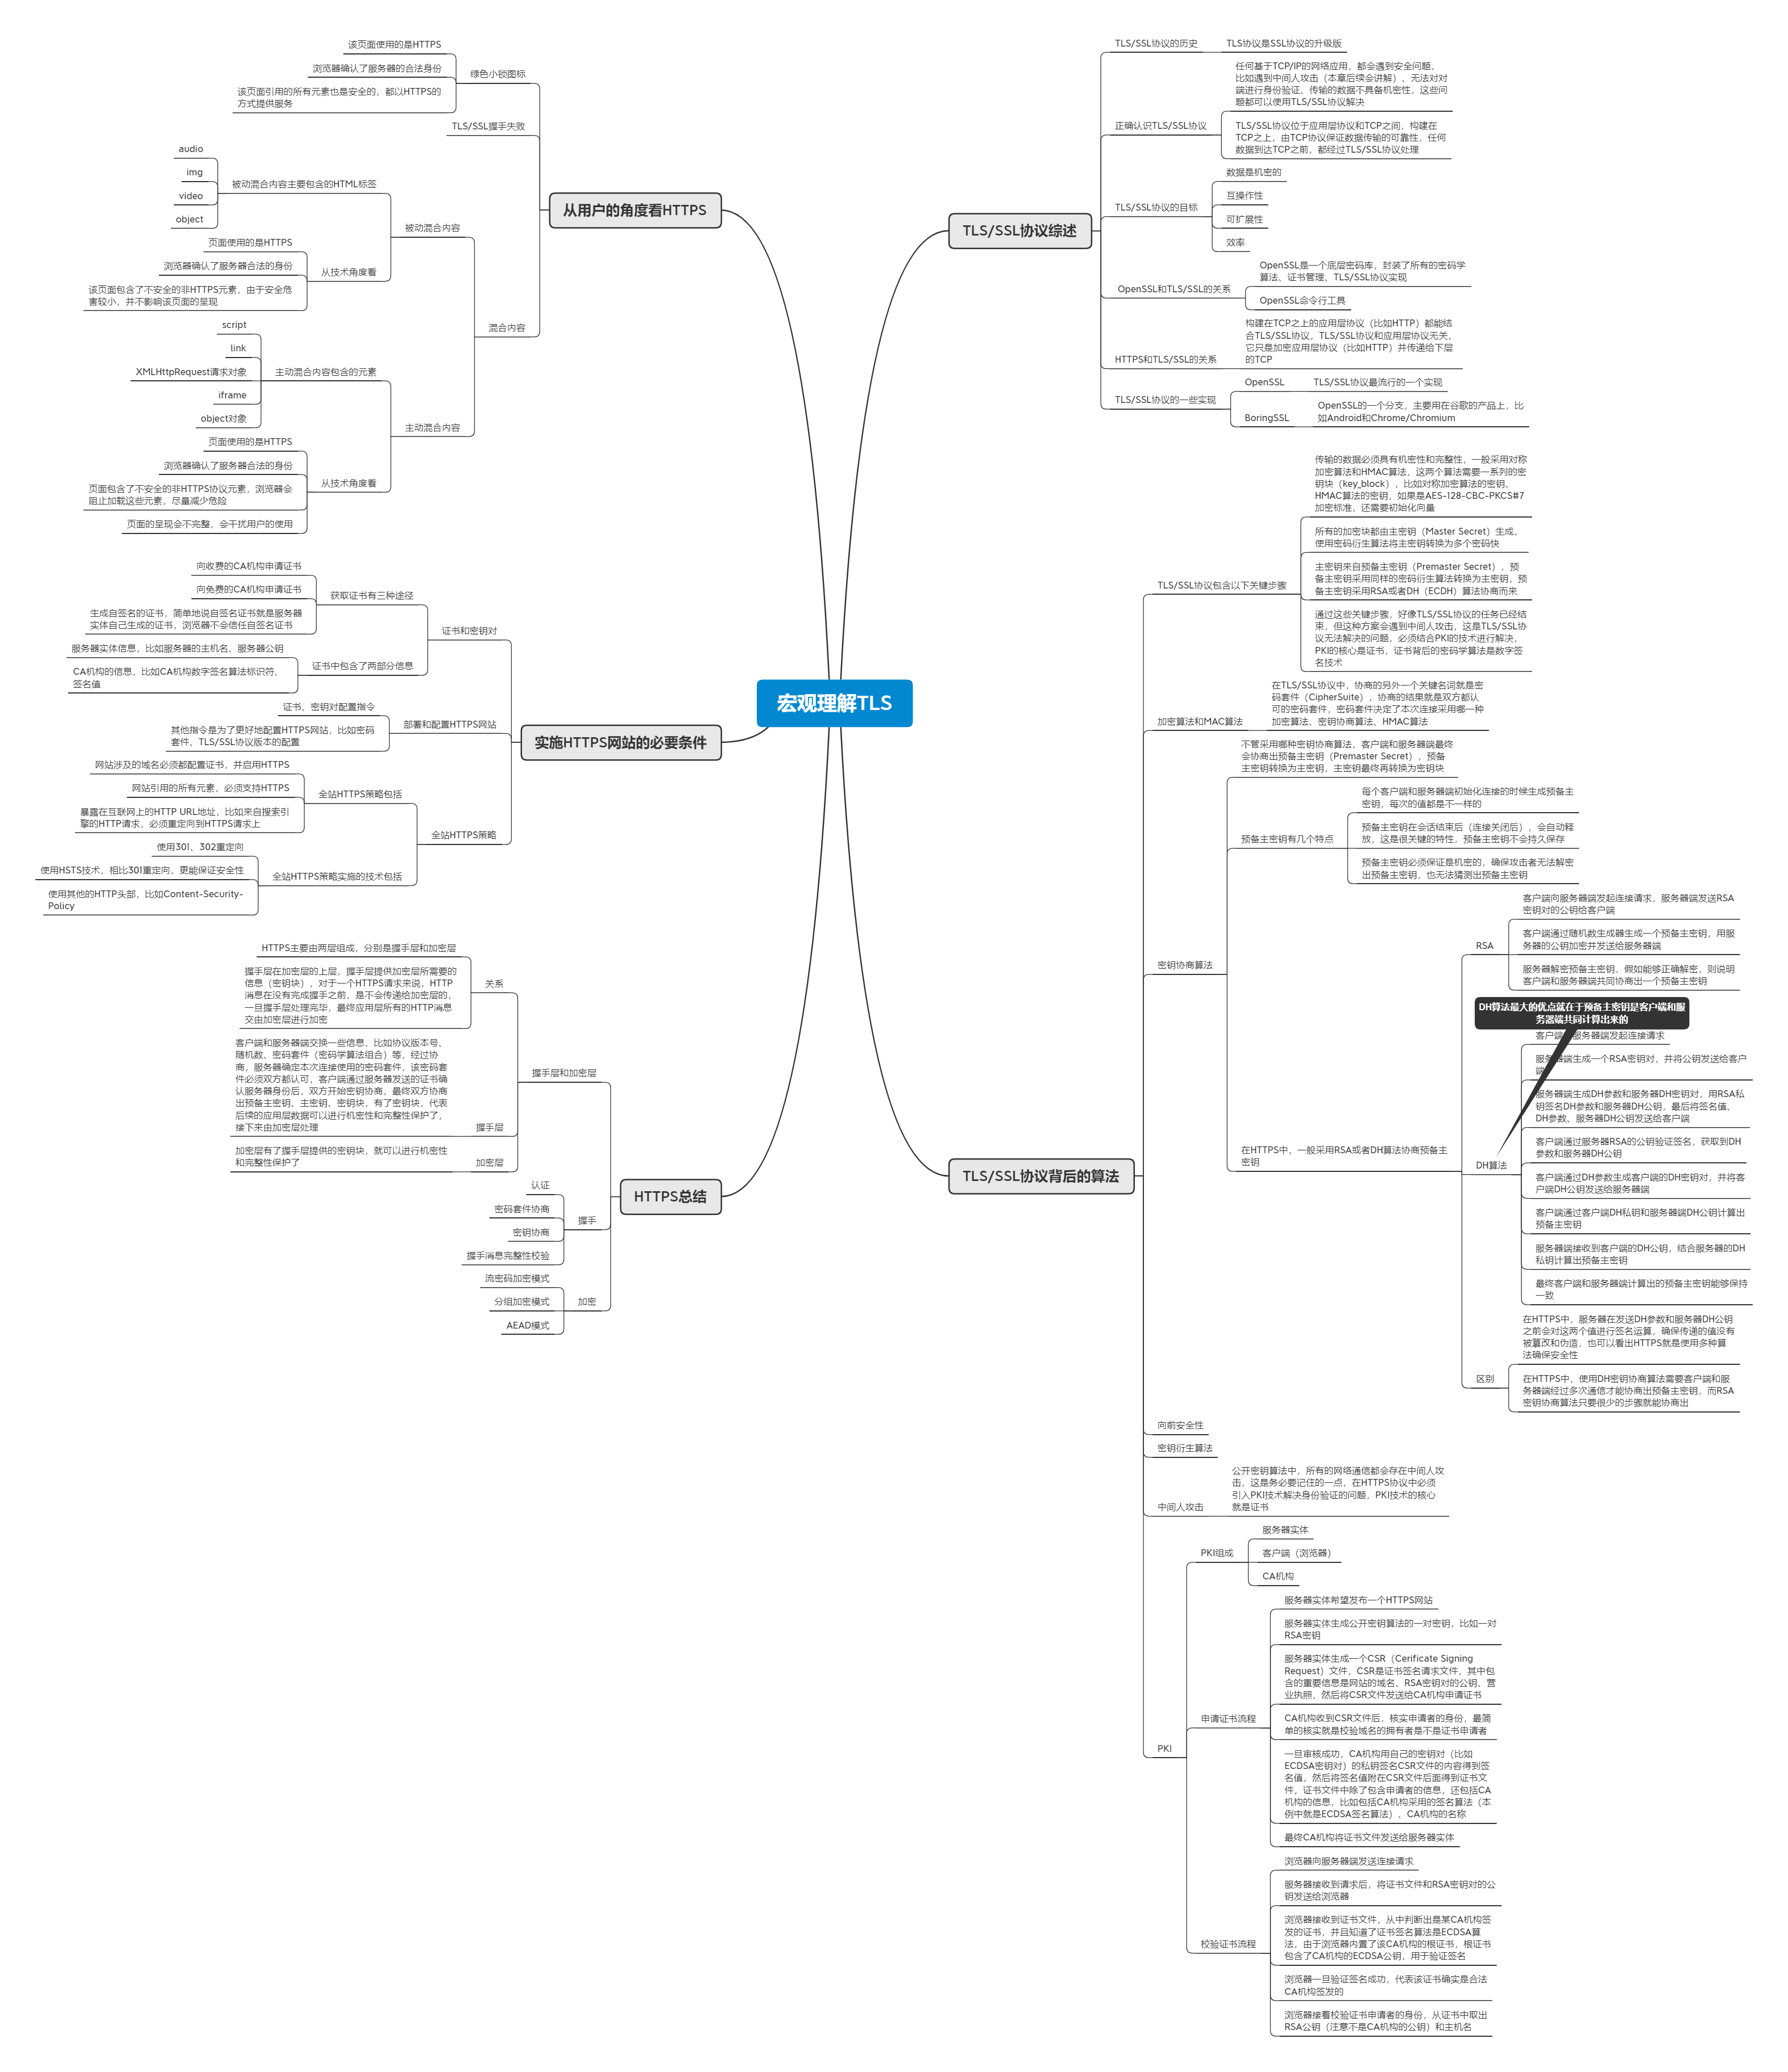 宏观理解TLS
TLS/SSL协议综述
TLS/SSL协议的历史
TLS协议是SSL协议的升级版
正确认识TLS/SSL协议
任何基于TCP/IP的网络应用，都会遇到安全问题，
比如遇到中间人攻击（本章后续会讲解）、无法对对
端进行身份验证、传输的数据不具备机密性，这些问
题都可以使用TLS/SSL协议解决
TLS/SSL协议位于应用层协议和TCP之间，构建在
TCP之上，由TCP协议保证数据传输的可靠性，任何
数据到达TCP之前，都经过TLS/SSL协议处理
TLS/SSL协议的目标
数据是机密的
互操作性
可扩展性
效率
OpenSSL和TLS/SSL的关系
OpenSSL是一个底层密码库，封装了所有的密码学
算法、证书管理、TLS/SSL协议实现
OpenSSL命令行工具
HTTPS和TLS/SSL的关系
构建在TCP之上的应用层协议（比如HTTP）都能结
合TLS/SSL协议，TLS/SSL协议和应用层协议无关，
它只是加密应用层协议（比如HTTP）并传递给下层
的TCP
TLS/SSL协议的一些实现
OpenSSL
TLS/SSL协议最流行的一个实现
BoringSSL
OpenSSL的一个分支，主要用在谷歌的产品上，比
如Android和Chrome/Chromium
TLS/SSL协议背后的算法
TLS/SSL协议包含以下关键步骤
传输的数据必须具有机密性和完整性，一般采用对称
加密算法和HMAC算法，这两个算法需要一系列的密
钥块（key_block），比如对称加密算法的密钥、
HMAC算法的密钥，如果是AES-128-CBC-PKCS#7
加密标准，还需要初始化向量
所有的加密块都由主密钥（Master Secret）生成，
使用密码衍生算法将主密钥转换为多个密码快
主密钥来自预备主密钥（Premaster Secret），预
备主密钥采用同样的密码衍生算法转换为主密钥，预
备主密钥采用RSA或者DH（ECDH）算法协商而来
通过这些关键步骤，好像TLS/SSL协议的任务已经结
束，但这种方案会遇到中间人攻击，这是TLS/SSL协
议无法解决的问题，必须结合PKI的技术进行解决，
PKI的核心是证书，证书背后的密码学算法是数字签
名技术
加密算法和MAC算法
在TLS/SSL协议中，协商的另外一个关键名词就是密
码套件（CipherSuite），协商的结果就是双方都认
可的密码套件，密码套件决定了本次连接采用哪一种
加密算法、密钥协商算法、HMAC算法
密钥协商算法
不管采用哪种密钥协商算法，客户端和服务器端最终
会协商出预备主密钥（Premaster Secret），预备
主密钥转换为主密钥，主密钥最终再转换为密钥块
预备主密钥有几个特点
每个客户端和服务器端初始化连接的时候生成预备主
密钥，每次的值都是不一样的
预备主密钥在会话结束后（连接关闭后），会自动释
放，这是很关键的特性，预备主密钥不会持久保存
预备主密钥必须保证是机密的，确保攻击者无法解密
出预备主密钥，也无法猜测出预备主密钥
在HTTPS中，一般采用RSA或者DH算法协商预备主
密钥
RSA
客户端向服务器端发起连接请求，服务器端发送RSA
密钥对的公钥给客户端
客户端通过随机数生成器生成一个预备主密钥，用服
务器的公钥加密并发送给服务器端
服务器解密预备主密钥，假如能够正确解密，则说明
客户端和服务器端共同协商出一个预备主密钥
DH算法最大的优点就在于预备主密钥是客户端和服
务器端共同计算出来的
DH算法
客户端 服务器端发起连接请求
服务 端生成一个RSA密钥对，并将公钥发送给客户
端
服务器端生成DH参数和服务器DH密钥对，用RSA私
钥签名DH参数和服务器DH公钥，最后将签名值、
DH参数、服务器DH公钥发送给客户端
客户端通过服务器RSA的公钥验证签名，获取到DH
参数和服务器DH公钥
客户端通过DH参数生成客户端的DH密钥对，并将客
户端DH公钥发送给服务器端
客户端通过客户端DH私钥和服务器端DH公钥计算出
预备主密钥
服务器端接收到客户端的DH公钥，结合服务器的DH
私钥计算出预备主密钥
最终客户端和服务器端计算出的预备主密钥能够保持
一致
区别
在HTTPS中，服务器在发送DH参数和服务器DH公钥
之前会对这两个值进行签名运算，确保传递的值没有
被篡改和伪造，也可以看出HTTPS就是使用多种算
法确保安全性
在HTTPS中，使用DH密钥协商算法需要客户端和服
务器端经过多次通信才能协商出预备主密钥，而RSA
密钥协商算法只要很少的步骤就能协商出
向前安全性
密钥衍生算法
中间人攻击
公开密钥算法中，所有的网络通信都会存在中间人攻
击，这是务必要记住的一点，在HTTPS协议中必须
引入PKI技术解决身份验证的问题，PKI技术的核心
就是证书
PKI
PKI组成
服务器实体
客户端（浏览器）
CA机构
申请证书流程
服务器实体希望发布一个HTTPS网站
服务器实体生成公开密钥算法的一对密钥，比如一对
RSA密钥
服务器实体生成一个CSR（Cerificate Signing
Request）文件，CSR是证书签名请求文件，其中包
含的重要信息是网站的域名、RSA密钥对的公钥、营
业执照，然后将CSR文件发送给CA机构申请证书
CA机构收到CSR文件后，核实申请者的身份，最简
单的核实就是校验域名的拥有者是不是证书申请者
一旦审核成功，CA机构用自己的密钥对（比如
ECDSA密钥对）的私钥签名CSR文件的内容得到签
名值，然后将签名值附在CSR文件后面得到证书文
件，证书文件中除了包含申请者的信息，还包括CA
机构的信息，比如包括CA机构采用的签名算法（本
例中就是ECDSA签名算法）、CA机构的名称
最终CA机构将证书文件发送给服务器实体
校验证书流程
浏览器向服务器端发送连接请求
服务器接收到请求后，将证书文件和RSA密钥对的公
钥发送给浏览器
浏览器接收到证书文件，从中判断出是某CA机构签
发的证书，并且知道了证书签名算法是ECDSA算
法，由于浏览器内置了该CA机构的根证书，根证书
包含了CA机构的ECDSA公钥，用于验证签名
浏览器一旦验证签名成功，代表该证书确实是合法
CA机构签发的
浏览器接着校验证书申请者的身份，从证书中取出
RSA公钥（注意不是CA机构的公钥）和主机名
从用户的角度看HTTPS
绿色小锁图标
该页面使用的是HTTPS
浏览器确认了服务器的合法身份
该页面引用的所有元素也是安全的，都以HTTPS的
方式提供服务
TLS/SSL握手失败
混合内容
被动混合内容
被动混合内容主要包含的HTML标签
audio
img
video
object
从技术角度看
页面使用的是HTTPS
浏览器确认了服务器合法的身份
该页面包含了不安全的非HTTPS元素，由于安全危
害较小，并不影响该页面的呈现
主动混合内容
主动混合内容包含的元素
script
link
XMLHttpRequest请求对象
iframe
object对象
从技术角度看
页面使用的是HTTPS
浏览器确认了服务器合法的身份
页面包含了不安全的非HTTPS协议元素，浏览器会
阻止加载这些元素，尽量减少危险
页面的呈现会不完整，会干扰用户的使用
实施HTTPS网站的必要条件
证书和密钥对
获取证书有三种途径
向收费的CA机构申请证书
向免费的CA机构申请证书
生成自签名的证书，简单地说自签名证书就是服务器
实体自己生成的证书，浏览器不会信任自签名证书
证书中包含了两部分信息
服务器实体信息，比如服务器的主机名、服务器公钥
CA机构的信息，比如CA机构数字签名算法标识符、
签名值
部署和配置HTTPS网站
证书、密钥对配置指令
其他指令是为了更好地配置HTTPS网站，比如密码
套件、TLS/SSL协议版本的配置
全站HTTPS策略
全站HTTPS策略包括
网站涉及的域名必须都配置证书，并启用HTTPS
网站引用的所有元素，必须支持HTTPS
暴露在互联网上的HTTP URL地址，比如来自搜索引
擎的HTTP请求，必须重定向到HTTPS请求上
全站HTTPS策略实施的技术包括
使用301、302重定向
使用HSTS技术，相比301重定向，更能保证安全性
使用其他的HTTP头部，比如Content-Security-
Policy
HTTPS总结
握手层和加密层
关系
HTTPS主要由两层组成，分别是握手层和加密层
握手层在加密层的上层，握手层提供加密层所需要的
信息（密钥块），对于一个HTTPS请求来说，HTTP
消息在没有完成握手之前，是不会传递给加密层的，
一旦握手层处理完毕，最终应用层所有的HTTP消息
交由加密层进行加密
握手层
客户端和服务器端交换一些信息，比如协议版本号、
随机数、密码套件（密码学算法组合）等，经过协
商，服务器确定本次连接使用的密码套件，该密码套
件必须双方都认可，客户端通过服务器发送的证书确
认服务器身份后，双方开始密钥协商，最终双方协商
出预备主密钥、主密钥、密钥块，有了密钥块，代表
后续的应用层数据可以进行机密性和完整性保护了，
接下来由加密层处理
加密层
加密层有了握手层提供的密钥块，就可以进行机密性
和完整性保护了
握手
认证
密码套件协商
密钥协商
握手消息完整性校验
加密
流密码加密模式
分组加密模式
AEAD模式